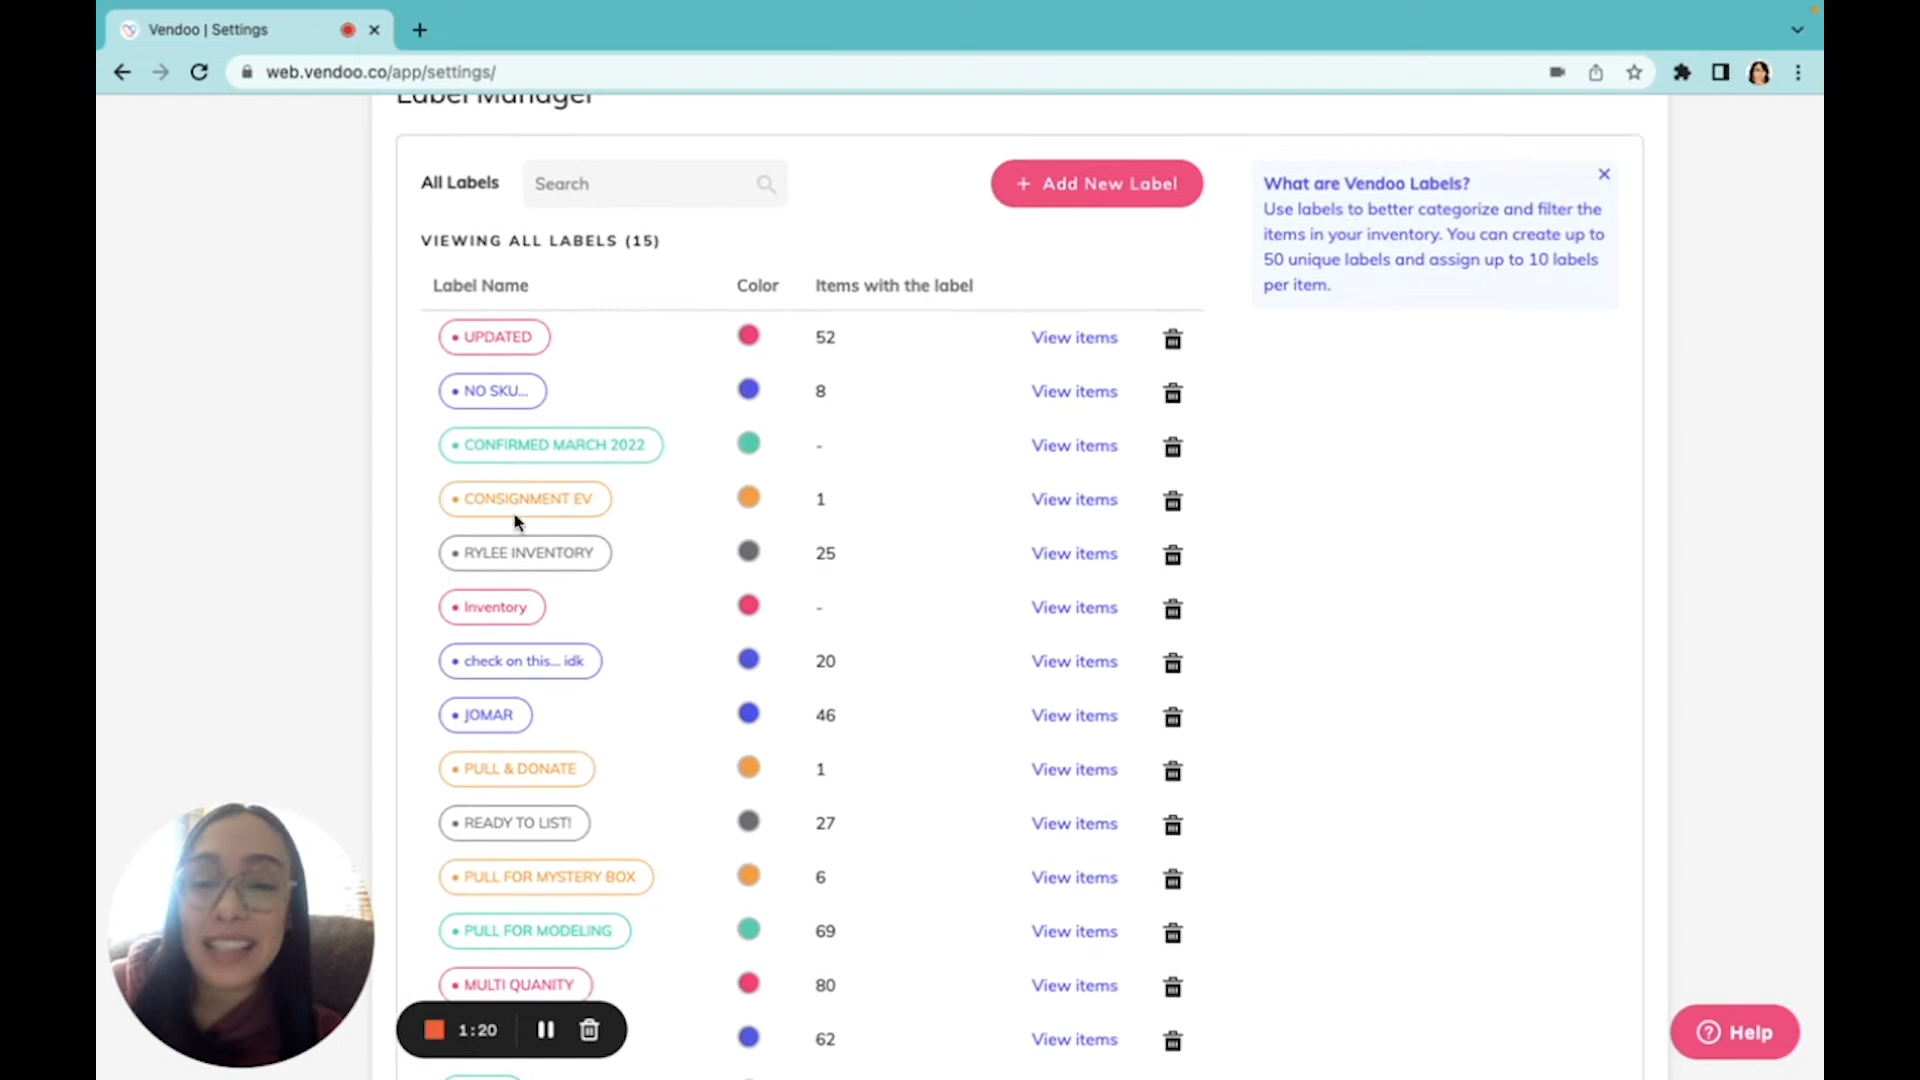 Vendoo | Settings
web.vendoo.co/app/settings/
Label Manager
All Labels
Search
+ Add New Label
What are Vendoo Labels?
Use labels to better categorize and filter the
items in your inventory. You can create up to
50 unique labels and assign up to 10 labels
per item.
VIEWING ALL LABELS (15)
Label Name Color Items with the label
• UPDATED 52 View items
• NO SKU... 8 View items
• CONFIRMED MARCH 2022 - View items
• CONSIGNMENT EV 1 View items
• RYLEE INVENTORY 25 View items
• Inventory - View items
• check on this... idk 20 View items
• JOMAR 46 View items
• PULL & DONATE 1 View items
• READY TO LIST! 27 View items
• PULL FOR MYSTERY BOX 6 View items
• PULL FOR MODELING 69 View items
• MULTI QUANITY 80 View items
62 View items
1:20
Help